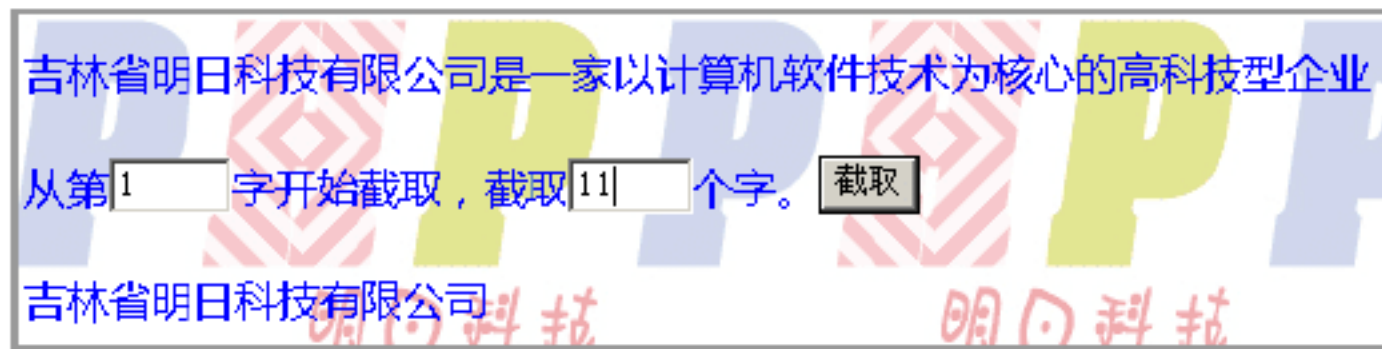 吉林省明日科技有限公司是一家以计算机软件技术为核心的高科技型企业
从第1字开始截取，截取11个字。 截取
吉林省明日科技有限公司
明日科技 明日科技